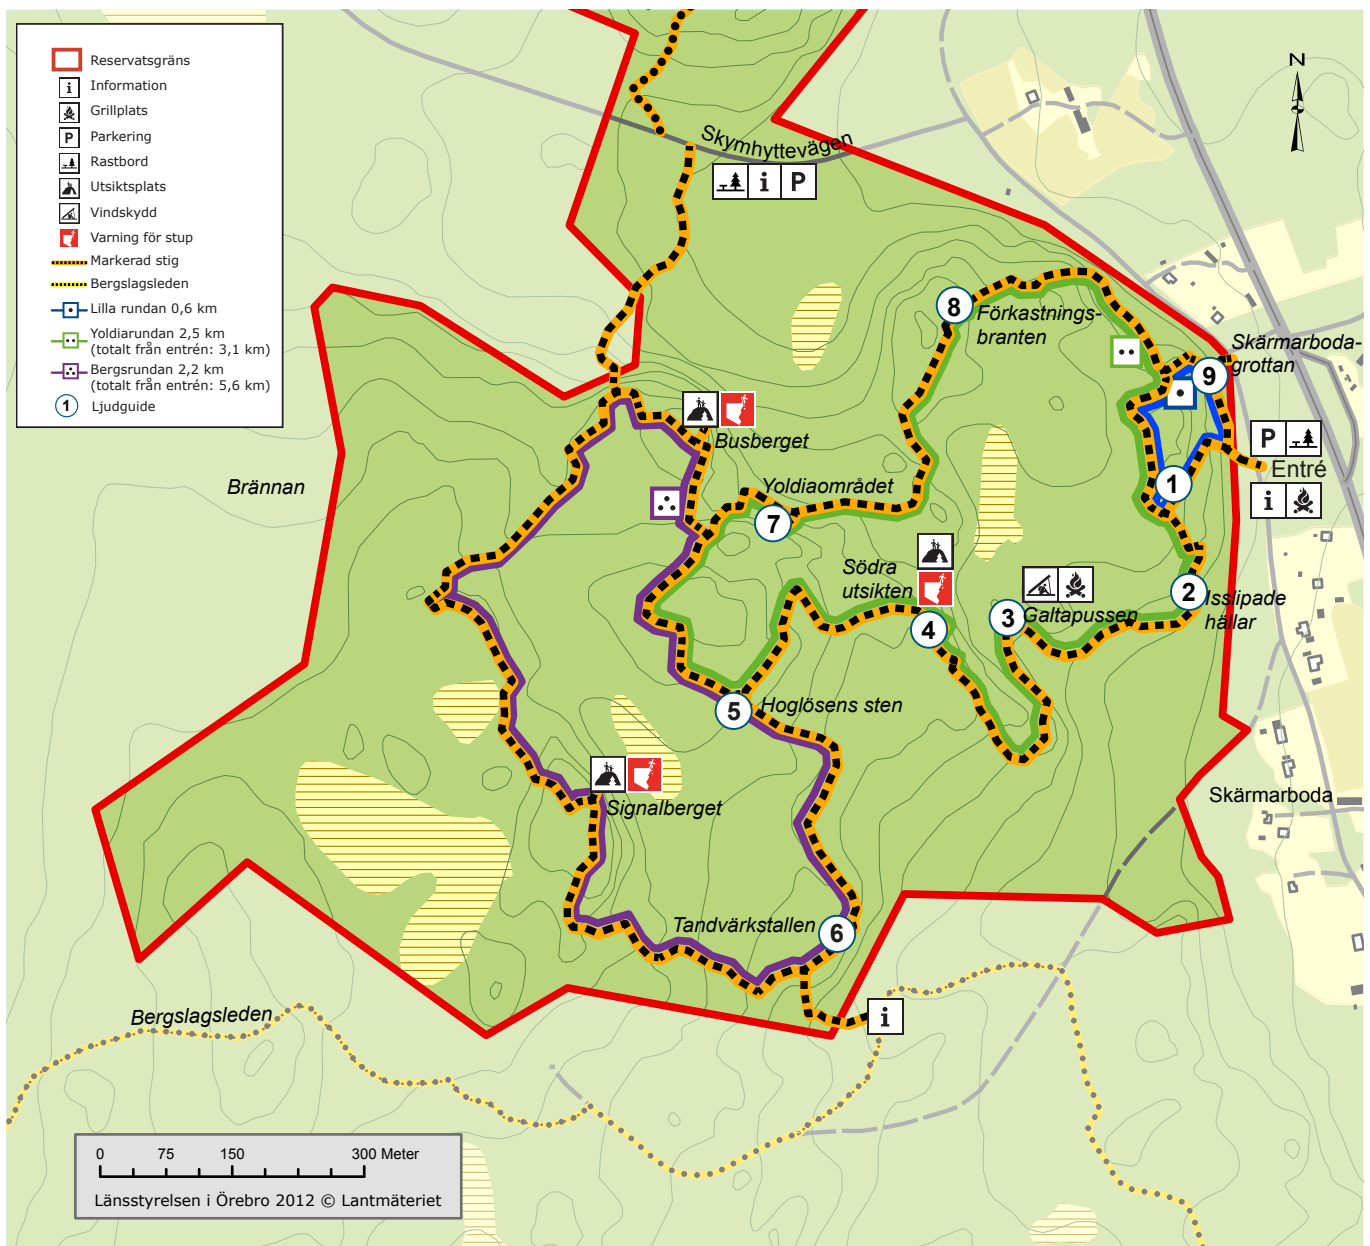 Reservatsgräns
i Information
Grillplats
P Parkering
Rastbord
Utsiktsplats
Vindskydd
Varning för stup
Markerad stig
Bergslagsleden
Lilla rundan 0,6 km
Yoldiarundan 2,5 km
(totalt från entrén: 3,1 km)
Bergsrundan 2,2 km
(totalt från entrén: 5,6 km)
1 Ljudguide
N
Skymhyttevägen
i P
8
Förkastnings-
branten
Skärmarboda-
grottan
9
Busberget
P
Entré
i
Brännan
Yoldiaområdet
7
1
Södra
utsikten
2
Isslipade
hällar
3
Galtapussen
4
5
Hoglösens sten
Signalberget
Skärmarboda
Tandvärkstallen
6
i
Bergslagsleden
0 75 150 300 Meter
Länsstyrelsen i Örebro 2012 © Lantmäteriet